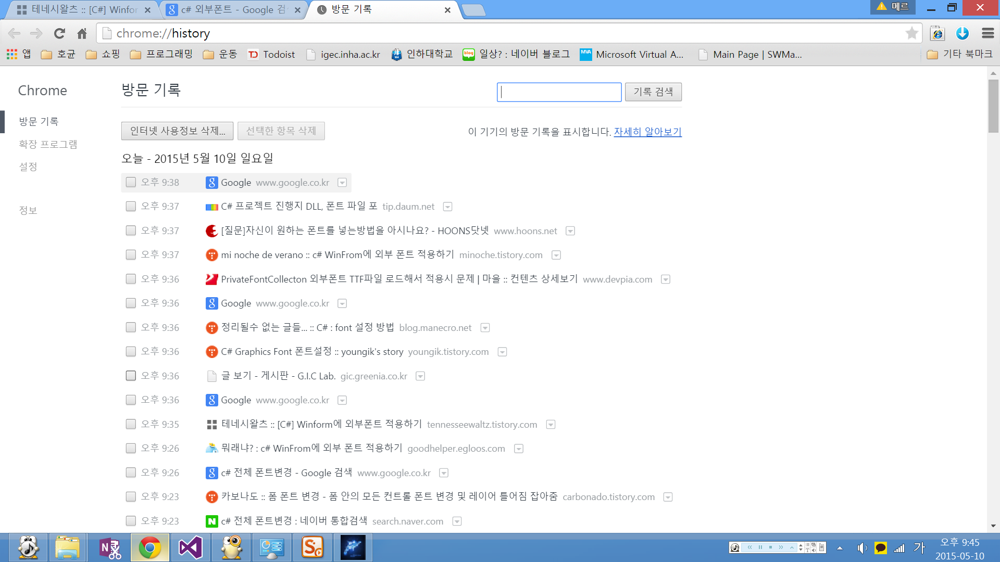 테네시왈츠 :: [C#] Winfor
c# 외부폰트 - Google 검
방문 기록
메르
chrome://history
앱
호균
쇼핑
프로그래밍
운동
Todoist
igec.inha.ac.kr
인하대학교
일상? : 네이버 블로그
Microsoft Virtual A...
Main Page | SWMa...
기타 북마크
Chrome
방문 기록
확장 프로그램
설정
정보
방문 기록
기록 검색
인터넷 사용정보 삭제...
선택한 항목 삭제
이 기기의 방문 기록을 표시합니다. 자세히 알아보기
오늘 - 2015년 5월 10일 일요일
오후 9:38 Google www.google.co.kr
오후 9:37 C# 프로젝트 진행지 DLL, 폰트 파일 포 tip.daum.net
오후 9:37 [질문]자신이 원하는 폰트를 넣는방법을 아시나요? - HOONS닷넷 www.hoons.net
오후 9:37 mi noche de verano :: c# WinFrom에 외부 폰트 적용하기 minoche.tistory.com
오후 9:36 PrivateFontCollecton 외부폰트 TTF파일 로드해서 적용시 문제 | 마을 :: 컨텐츠 상세보기 www.devpia.com
오후 9:36 Google www.google.co.kr
오후 9:36 정리될수 없는 글들... :: C# : font 설정 방법 blog.manecro.net
오후 9:36 C# Graphics Font 폰트설정 :: youngik's story youngik.tistory.com
오후 9:36 글 보기 - 게시판 - G.I.C Lab. gic.greenia.co.kr
오후 9:36 Google www.google.co.kr
오후 9:35 테네시왈츠 :: [C#] Winform에 외부폰트 적용하기 tennesseewaltz.tistory.com
오후 9:26 뭐래냐? : c# WinFrom에 외부 폰트 적용하기 goodhelper.egloos.com
오후 9:26 c# 전체 폰트변경 - Google 검색 www.google.co.kr
오후 9:23 카보나도 :: 폼 폰트 변경 - 폼 안의 모든 컨트롤 폰트 변경 및 레이어 틀어짐 잡아줌 carbonado.tistory.com
오후 9:23 c# 전체 폰트변경 : 네이버 통합검색 search.naver.com
가
오후 9:45
2015-05-10